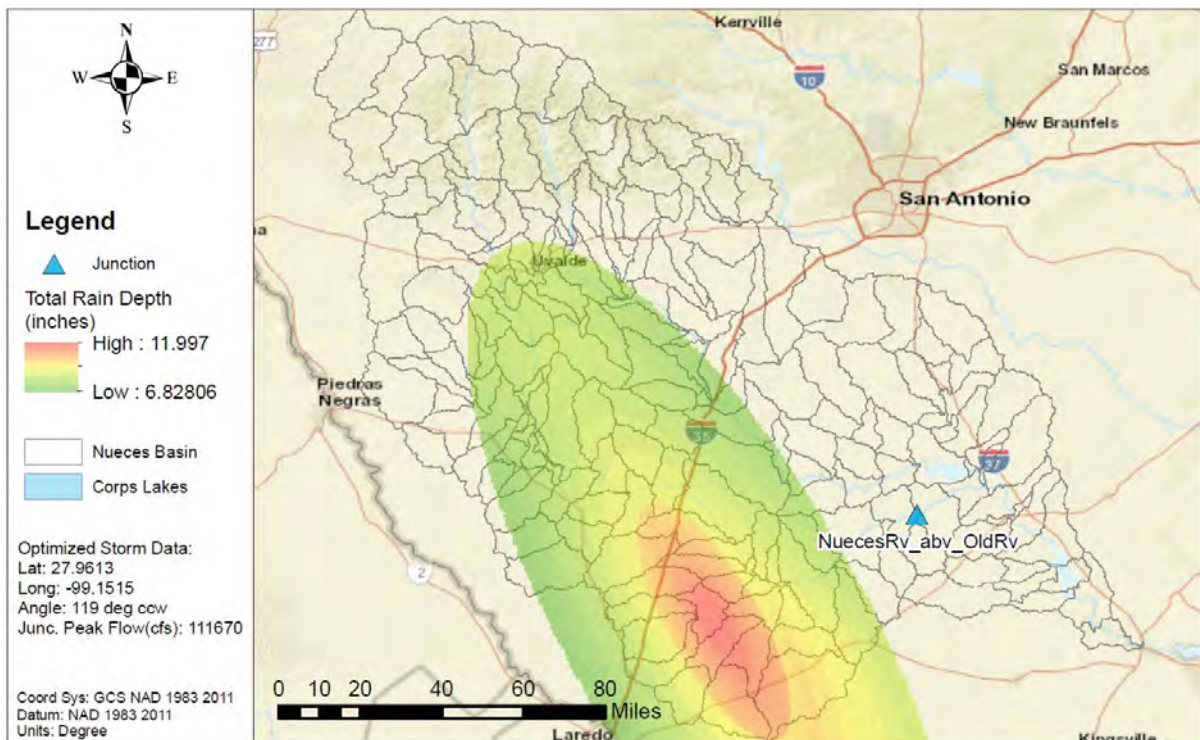 N
W E
S
Legend
Junction
Total Rain Depth
(inches)
High : 11.997
Low : 6.82806
Nueces Basin
Corps Lakes
Optimized Storm Data:
Lat: 27.9613
Long: -99.1515
Angle: 119 deg ccw
Junc. Peak Flow(cfs): 111670
Coord Sys: GCS NAD 1983 2011
Datum: NAD 1983 2011
Units: Degree
Kerrville
277
10
San Marcos
New Braunfels
San Antonio
na
Uvalde
Piedras
Negras
35
37
NuecesRv_abv_OldRv
2
0 10 20 40 60 80
Miles
Laredo
Kingsville